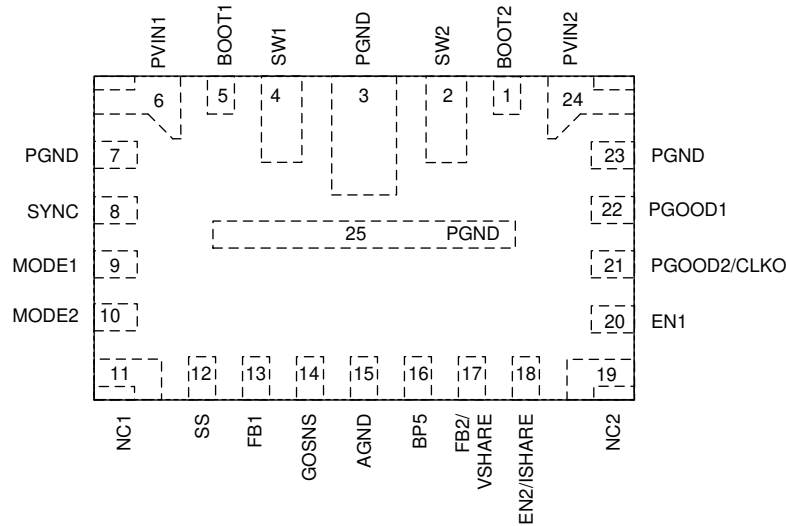 PVIN1
BOOT1
SW1
PGND
SW2
BOOT2
PVIN2
6
5
4
3
2
1
24
PGND
7
23
PGND
SYNC
8
22
PGOOD1
25
PGND
MODE1
9
21
PGOOD2/CLKO
MODE2
10
20
EN1
11
12
13
14
15
16
17
18
19
NC1
SS
FB1
GOSNS
AGND
BP5
FB2/
VSHARE
EN2/ISHARE
NC2